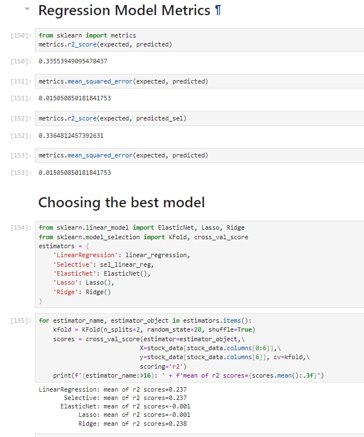 Regression Model Metrics ¶
[150]: from sklearn import metrics
metrics.r2_score(expected, predicted)
[150]: 0.33553949095470437
[151]: metrics.mean_squared_error(expected, predicted)
[151]: 0.015050850181841753
[152]: metrics.r2_score(expected, predicted_sel)
[152]: 0.3364812457392631
[153]: metrics.mean_squared_error(expected, predicted)
[153]: 0.015050850181841753
Choosing the best model
[154]: from sklearn.linear_model import ElasticNet, Lasso, Ridge
from sklearn.model_selection import KFold, cross_val_score
estimators = {
'LinearRegression': linear_regression,
'Selective': sel_linear_reg,
'ElasticNet': ElasticNet(),
'Lasso': Lasso(),
'Ridge': Ridge()
}
[155]: for estimator_name, estimator_object in estimators.items():
kfold = KFold(n_splits=2, random_state=20, shuffle=True)
scores = cross_val_score(estimator=estimator_object,\
X=stock_data[stock_data.columns[0:6]],\
y=stock_data[stock_data.columns[6]], cv=kfold,\
scoring='r2')
print(f'{estimator_name:>16}: ' + f'mean of r2 scores={scores.mean():.3f}')
LinearRegression: mean of r2 scores=0.237
Selective: mean of r2 scores=0.237
ElasticNet: mean of r2 scores=-0.001
Lasso: mean of r2 scores=-0.001
Ridge: mean of r2 scores=0.238